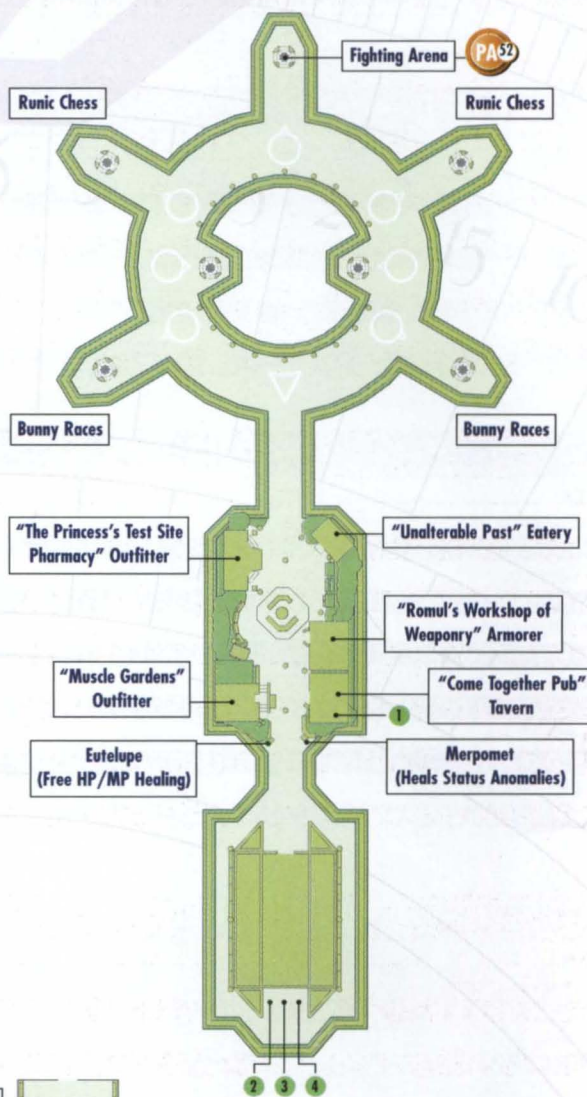 Fighting Arena
PA52
Runic Chess
Runic Chess
Bunny Races
Bunny Races
"The Princess's Test Site
Pharmacy" Outfitter
"Unalterable Past" Eatery
"Romul's Workshop of
Weaponry" Armorer
"Muscle Gardens"
Outfitter
"Come Together Pub"
Tavern
1
Eutelupe
(Free HP/MP Healing)
Merpomet
(Heals Status Anomalies)
2 3 4